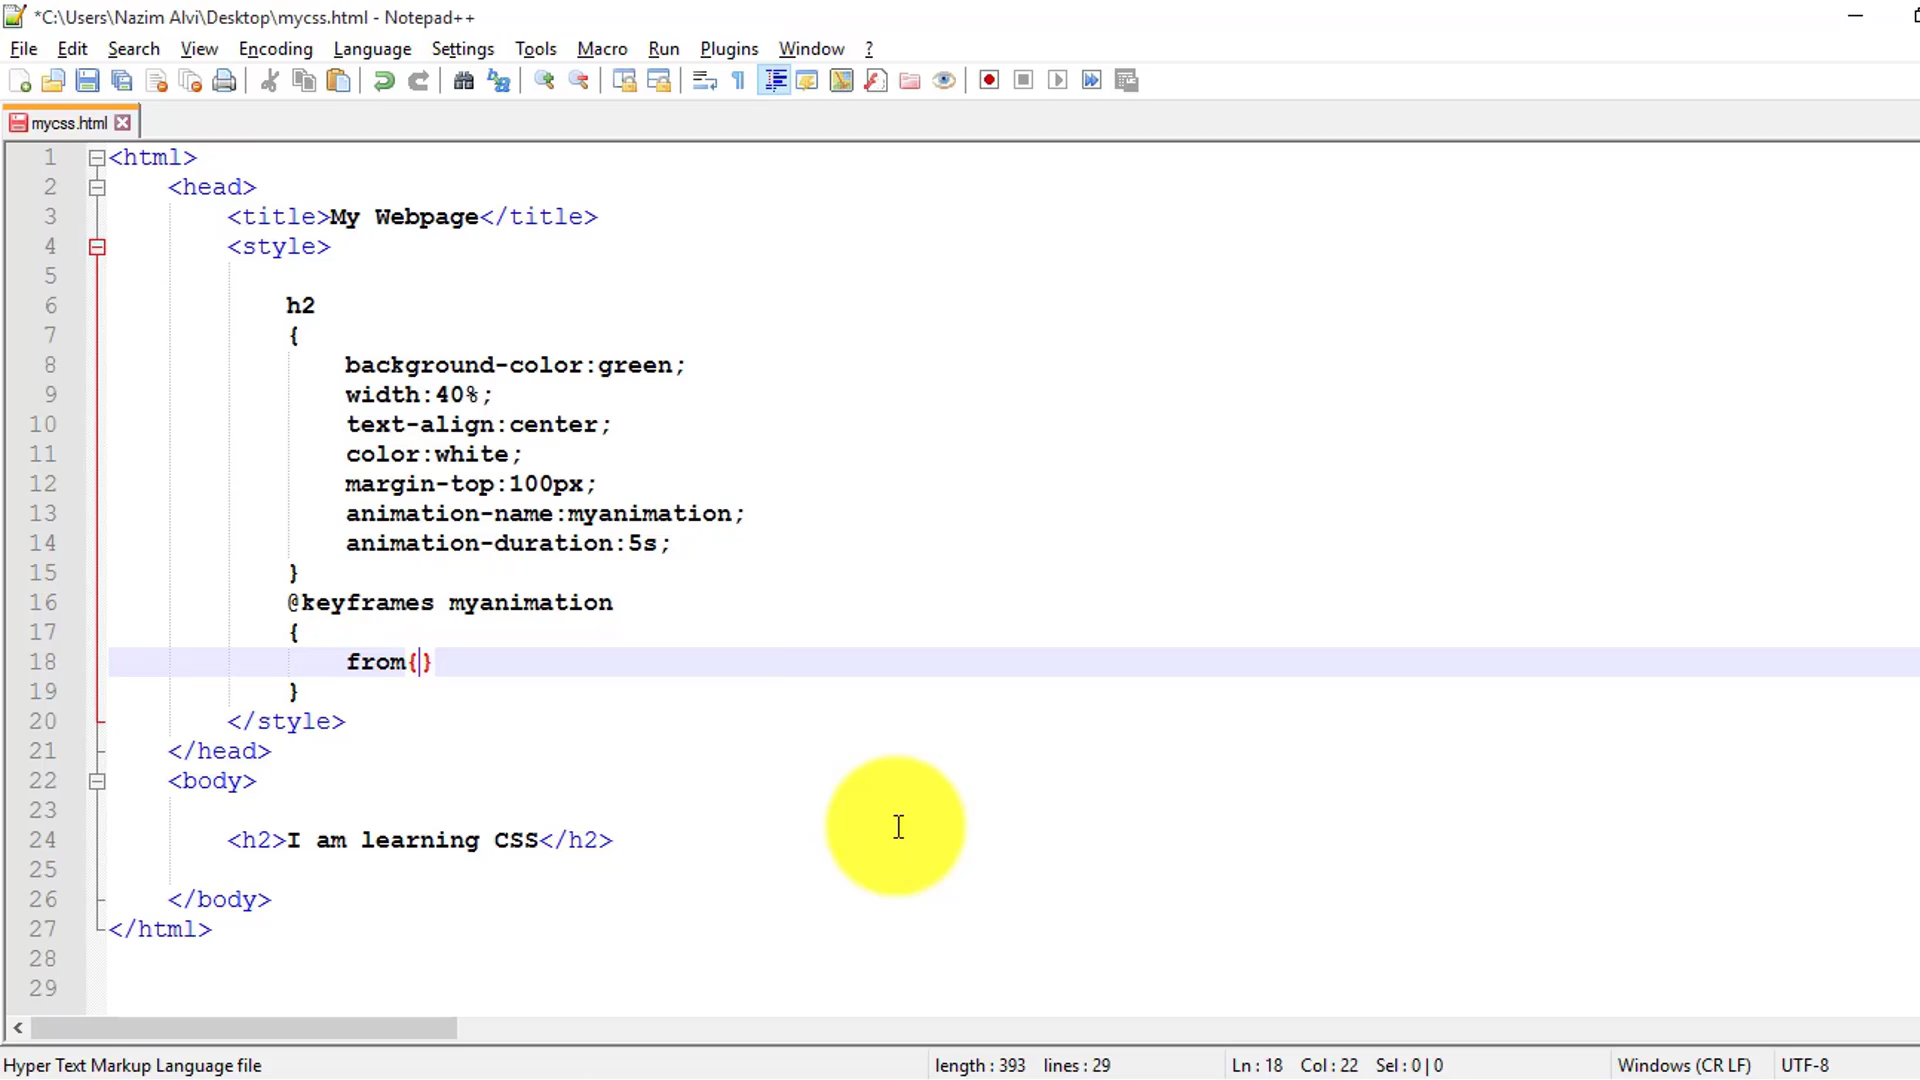 *C:\Users\Nazim Alvi\Desktop\mycss.html - Notepad++
File Edit Search View Encoding Language Settings Tools Macro Run Plugins Window ?
mycss.html
1 <html>
2 <head>
3 <title>My Webpage</title>
4 <style>
5
6 h2
7 {
8 background-color:green;
9 width:40%;
10 text-align:center;
11 color:white;
12 margin-top:100px;
13 animation-name:myanimation;
14 animation-duration:5s;
15 }
16 @keyframes myanimation
17 {
18 from{}
19 }
20 </style>
21 </head>
22 <body>
23
24 <h2>I am learning CSS</h2>
25
26 </body>
27 </html>
28
29
Hyper Text Markup Language file length : 393 lines : 29 Ln : 18 Col : 22 Sel : 0 | 0 Windows (CR LF) UTF-8